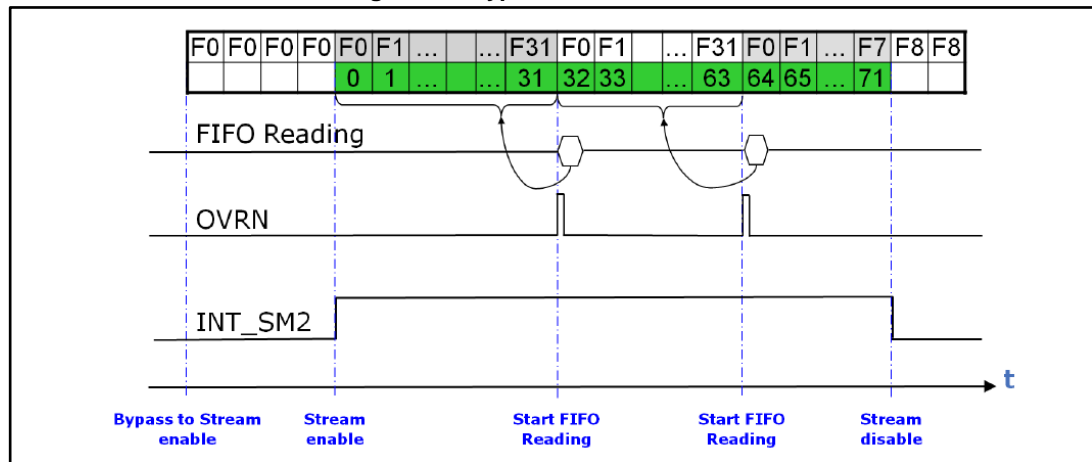 F0 F0 F0 F0 F0 F1 ... ... F31 F0 F1 ... F31 F0 F1 ... F7 F8 F8
0 1 ... ... 31 32 33 ... 63 64 65 ... 71
FIFO Reading
OVRN
INT_SM2
t
Bypass to Stream enable
Stream enable
Start FIFO Reading
Start FIFO Reading
Stream disable